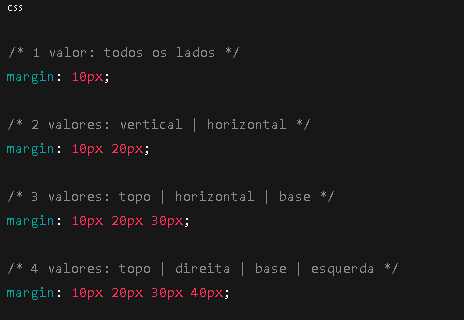 css
/* 1 valor: todos os lados */
margin: 10px;
/* 2 valores: vertical | horizontal */
margin: 10px 20px;
/* 3 valores: topo | horizontal | base */
margin: 10px 20px 30px;
/* 4 valores: topo | direita | base | esquerda */
margin: 10px 20px 30px 40px;